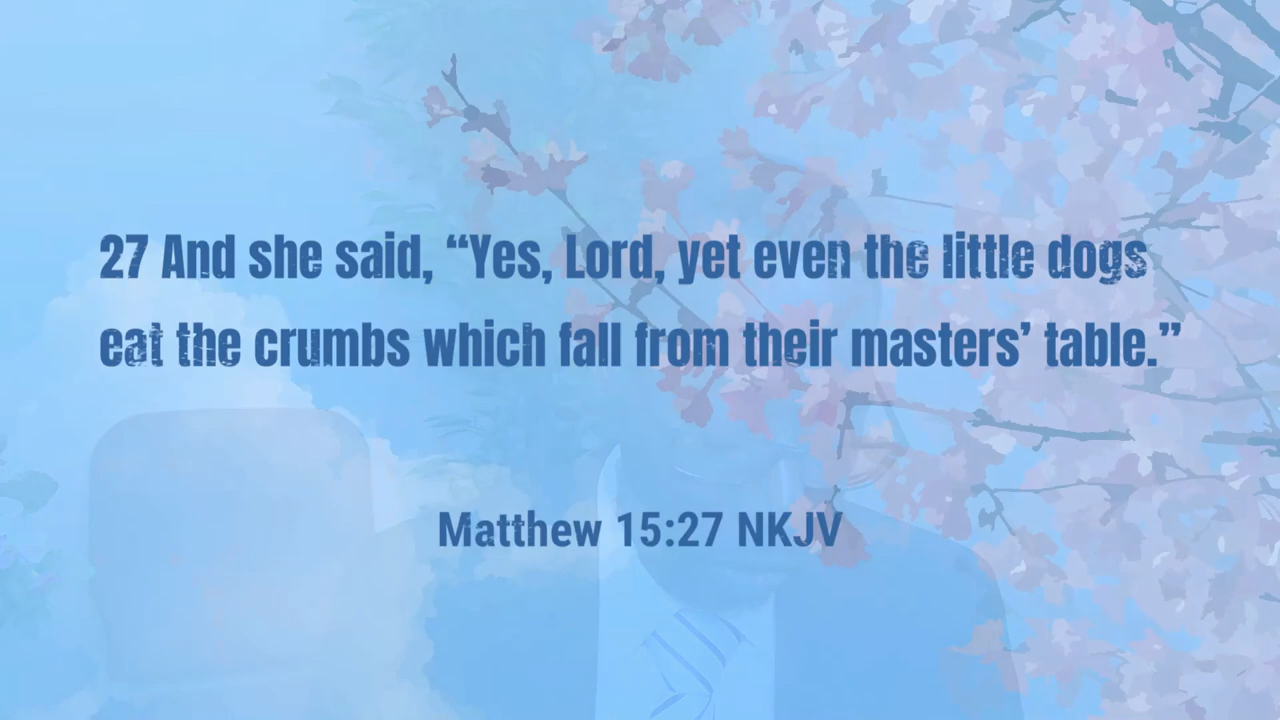 27 And she said, “Yes, Lord, yet even the little dogs
eat the crumbs which fall from their masters’ table.”
Matthew 15:27 NKJV